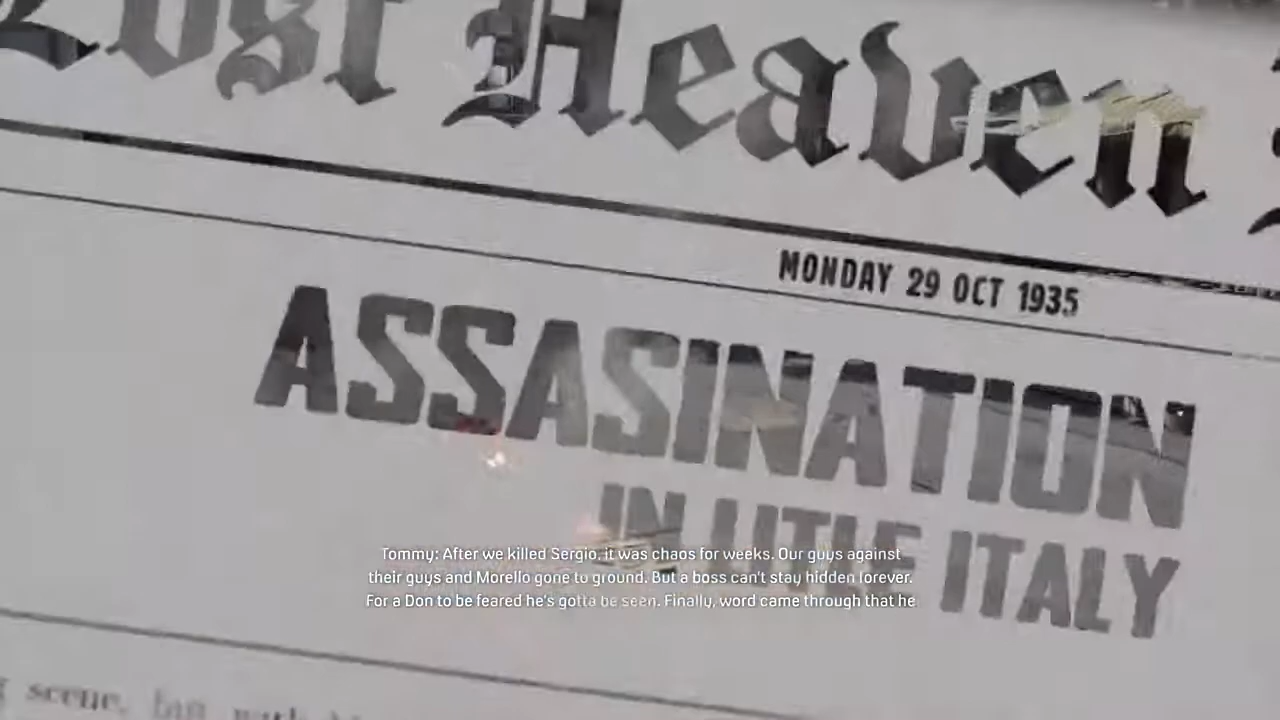 Lost Heaven
MONDAY 29 OCT 1935
ASSASINATION
IN LITTLE ITALY
Tommy: After we killed Sergio, it was chaos for weeks. Our guys against
their guys and Morello gone to ground. But a boss can't stay hidden forever.
For a Don to be feared he's gotta be seen. Finally, word came through that he
scene,